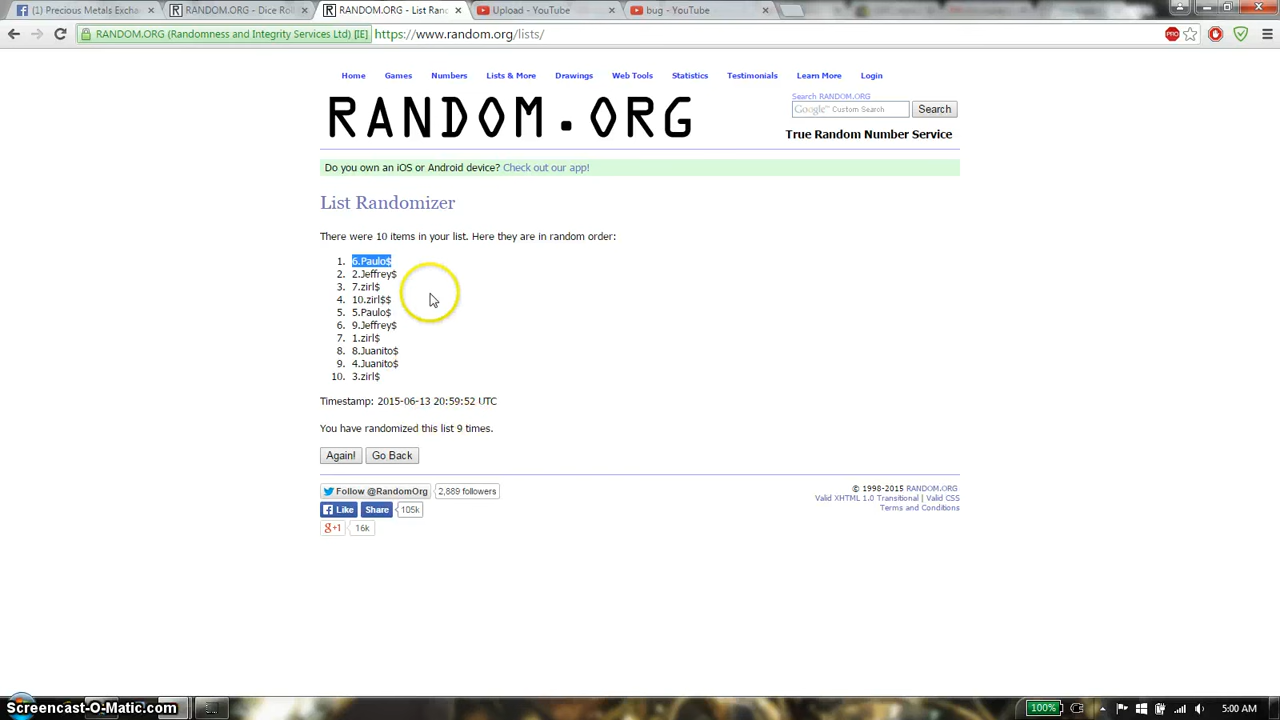 (1) Precious Metals Excha
RANDOM.ORG - Dice Rol
RANDOM.ORG - List Ran
Upload - YouTube
bug - YouTube
RANDOM.ORG (Randomness and Integrity Services Ltd) [IE]
https://www.random.org/lists/
PRO
Home Games Numbers Lists & More Drawings Web Tools Statistics Testimonials Learn More Login
Search RANDOM.ORG
Google™ Custom Search
Search
RANDOM.ORG
True Random Number Service
Do you own an iOS or Android device? Check out our app!
List Randomizer
There were 10 items in your list. Here they are in random order:
1. 6.Paulo$
2. 2.Jeffrey$
3. 7.zirl$
4. 10.zirl$$
5. 5.Paulo$
6. 9.Jeffrey$
7. 1.zirl$
8. 8.Juanito$
9. 4.Juanito$
10. 3.zirl$
Timestamp: 2015-06-13 20:59:52 UTC
You have randomized this list 9 times.
Again! Go Back
Follow @RandomOrg 2,889 followers
Like Share 105k
g+1 16k
© 1998-2015 RANDOM.ORG
Valid XHTML 1.0 Transitional | Valid CSS
Terms and Conditions
Screencast-O-Matic.com
100%
5:00 AM